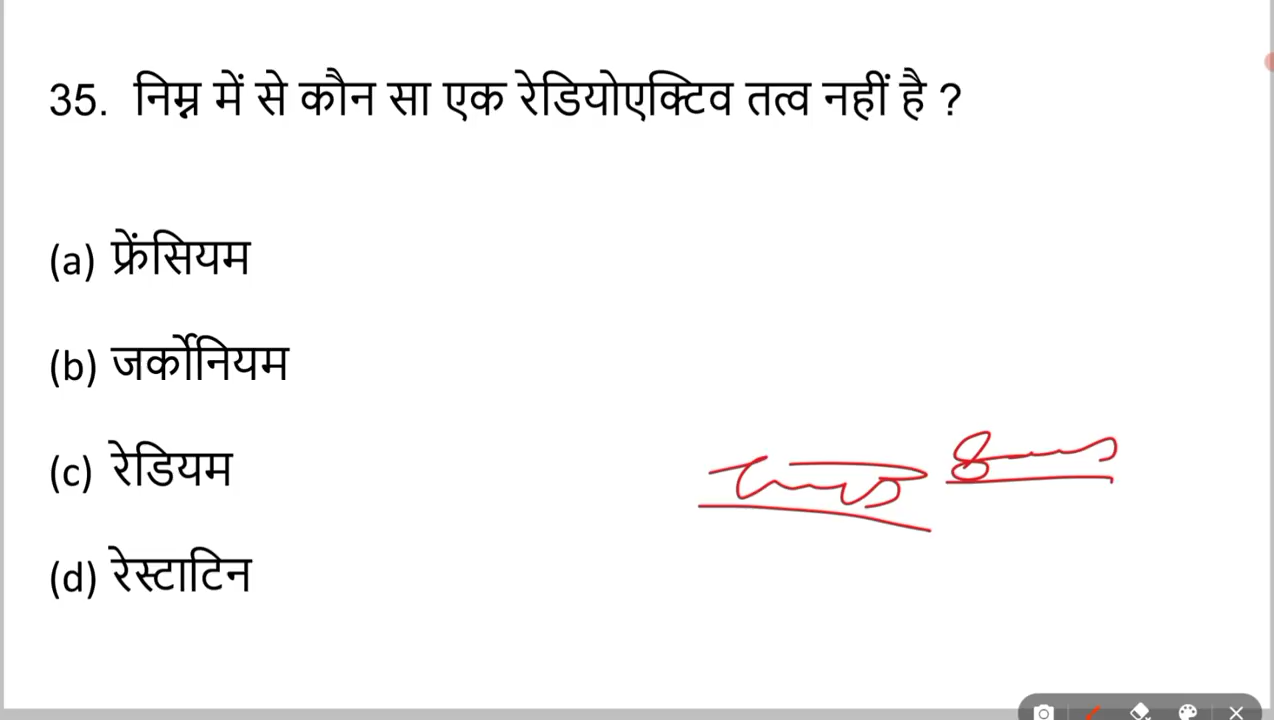 35. निम्न में से कौन सा एक रेडियोएक्टिव तत्व नहीं है ?
(a) फ्रेंसियम
(b) जर्कोनियम
(c) रेडियम
(d) रेस्टाटिन